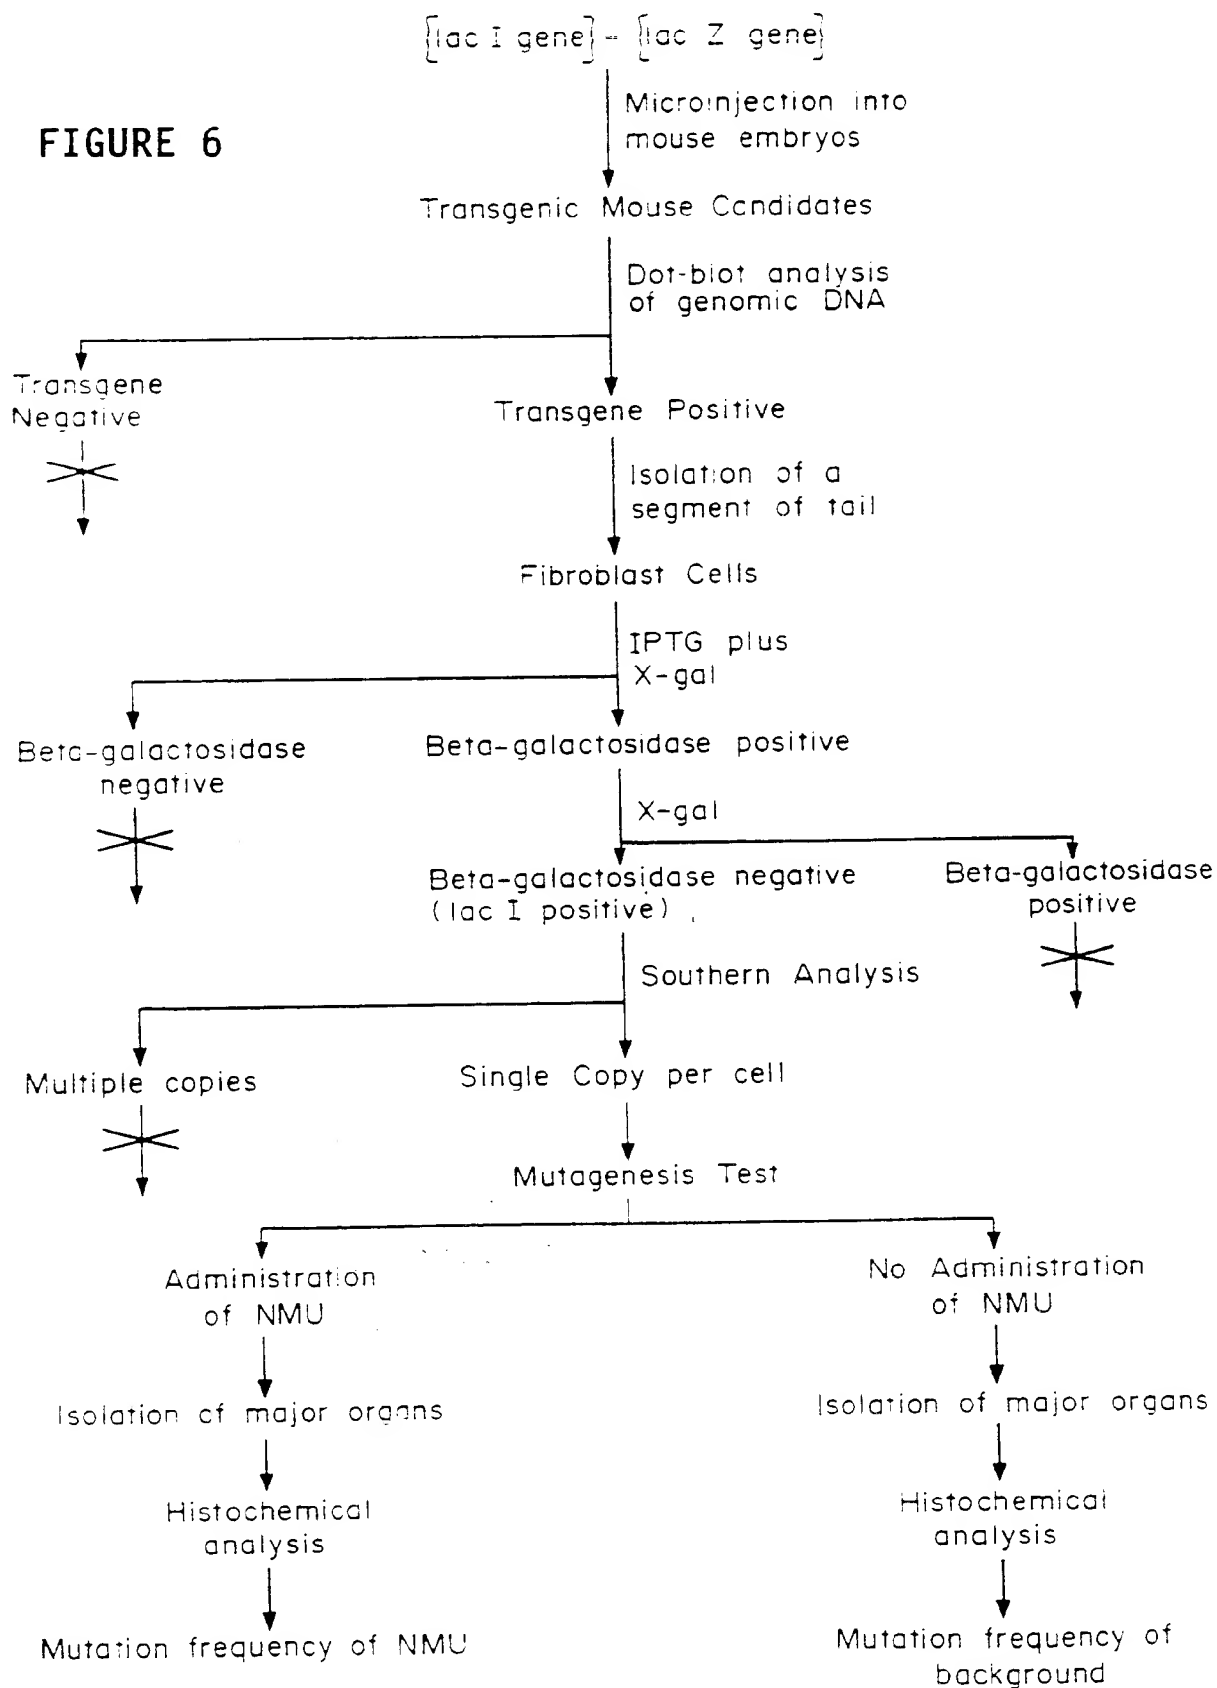 [lac I gene] - [lac Z gene]
Microinjection into
mouse embryos
FIGURE 6
Transgenic Mouse Candidates
Dot-blot analysis
of genomic DNA
Transgene
Negative
Transgene Positive
Isolation of a
segment of tail
Fibroblast Cells
IPTG plus
X-gal
Beta-galactosidase
negative
Beta-galactosidase positive
X-gal
Beta-galactosidase negative
(lac I positive)
Beta-galactosidase
positive
Southern Analysis
Multiple copies
Single Copy per cell
Mutagenesis Test
Administration
of NMU
No Administration
of NMU
Isolation of major organs
Isolation of major organs
Histochemical
analysis
Histochemical
analysis
Mutation frequency of NMU
Mutation frequency of
background